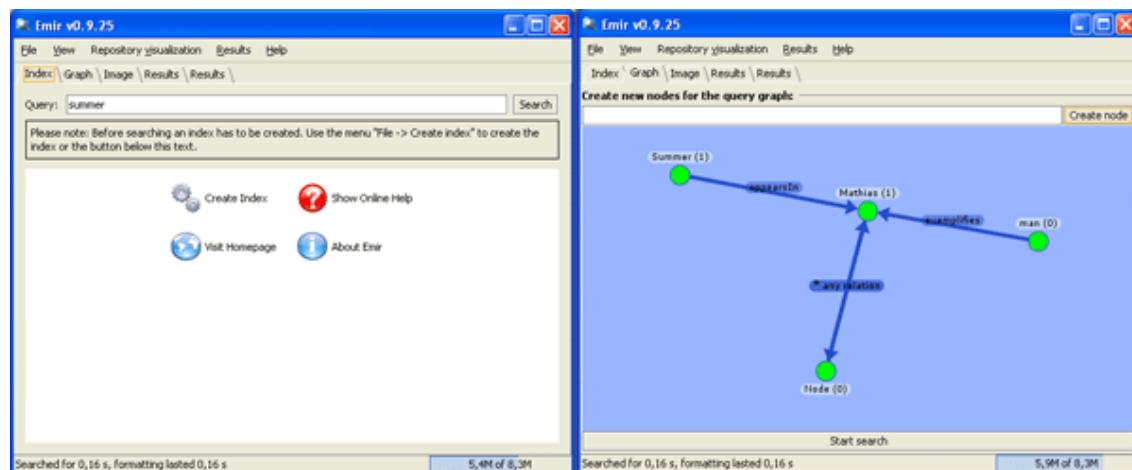 Emir v0.9.25
File View Repository visualization Results Help
Index Graph Image Results Results
Query: summer Search
Please note: Before searching an index has to be created. Use the menu "File -> Create index" to create the
index or the button below this text.
Create Index Show Online Help
Visit Homepage About Emir
Searched for 0,16 s, formatting lasted 0,16 s 5,4M of 8,3M
Emir v0.9.25
File View Repository visualization Results Help
Index Graph Image Results Results
Create new nodes for the query graph:
Create node
Summer (1)
appearsIn
Mathias (1)
exemplifies
man (0)
* any relation
Node (0)
Start search
Searched for 0,16 s, formatting lasted 0,16 s 5,9M of 8,3M